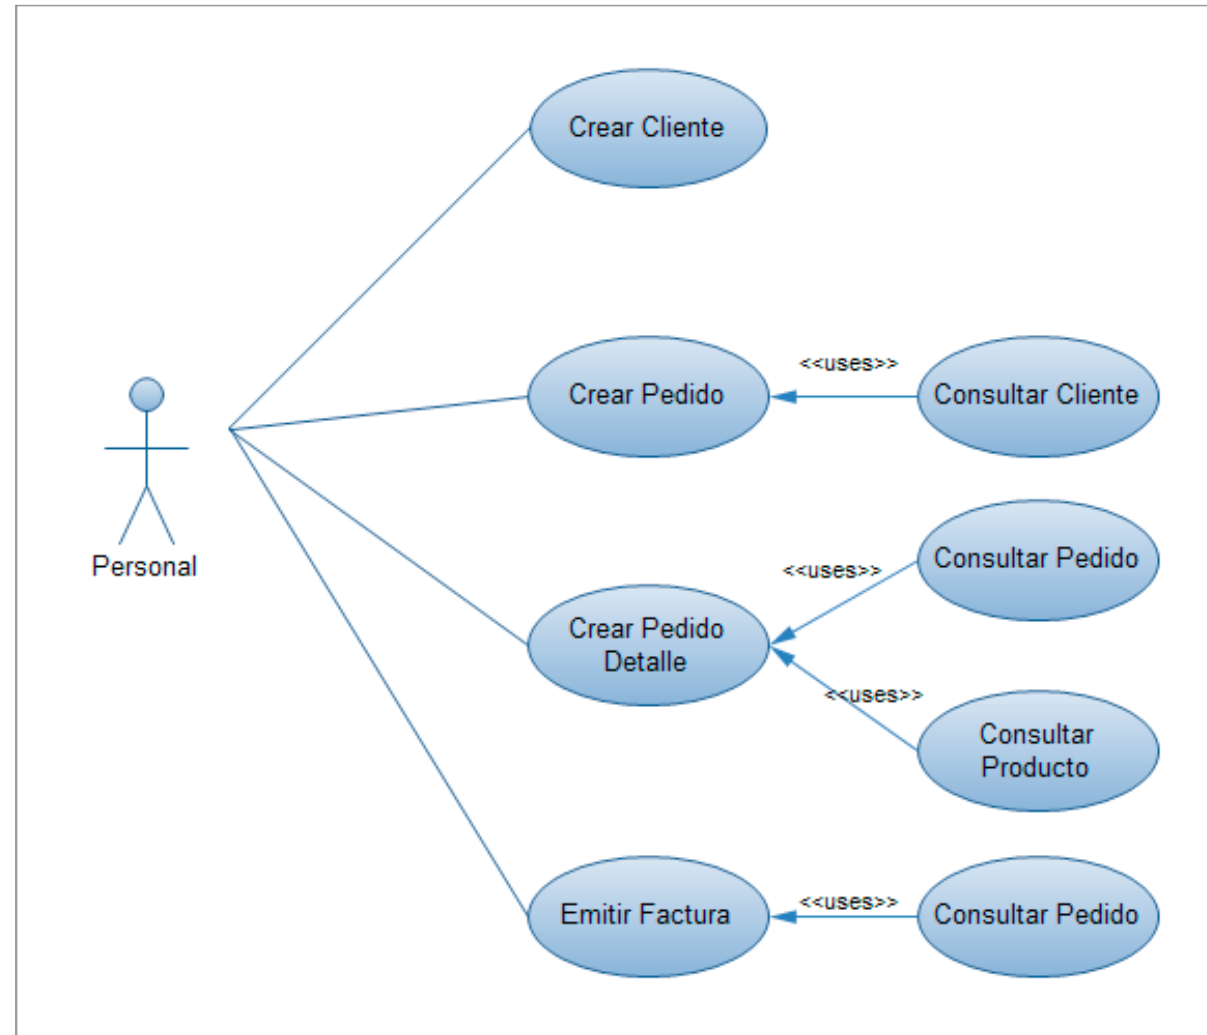 Crear Cliente
Crear Pedido
<<uses>>
Consultar Cliente
Personal
Crear Pedido
Detalle
<<uses>>
Consultar Pedido
<<uses>>
Consultar
Producto
Emitir Factura
<<uses>>
Consultar Pedido